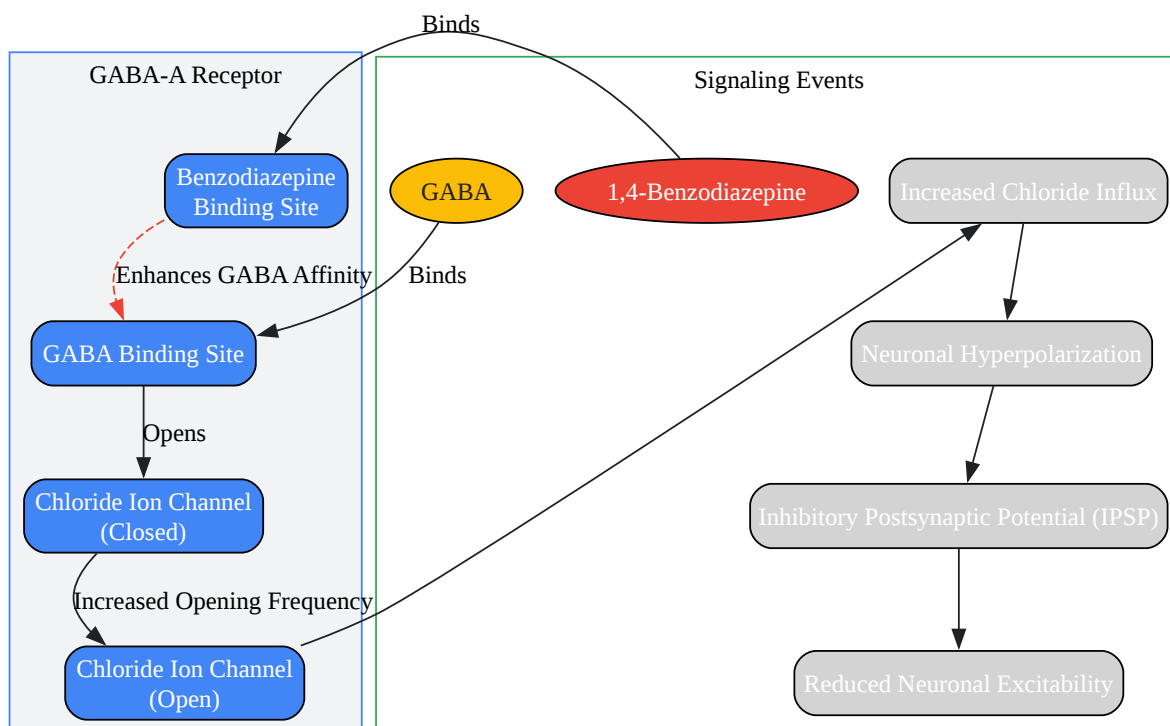 Binds
GABA-A Receptor
Signaling Events
Benzodiazepine
Binding Site
GABA
1,4-Benzodiazepine
Increased Chloride Influx
Enhances GABA Affinity
Binds
GABA Binding Site
Neuronal Hyperpolarization
Opens
Chloride Ion Channel
(Closed)
Inhibitory Postsynaptic Potential (IPSP)
Increased Opening Frequency
Chloride Ion Channel
(Open)
Reduced Neuronal Excitability